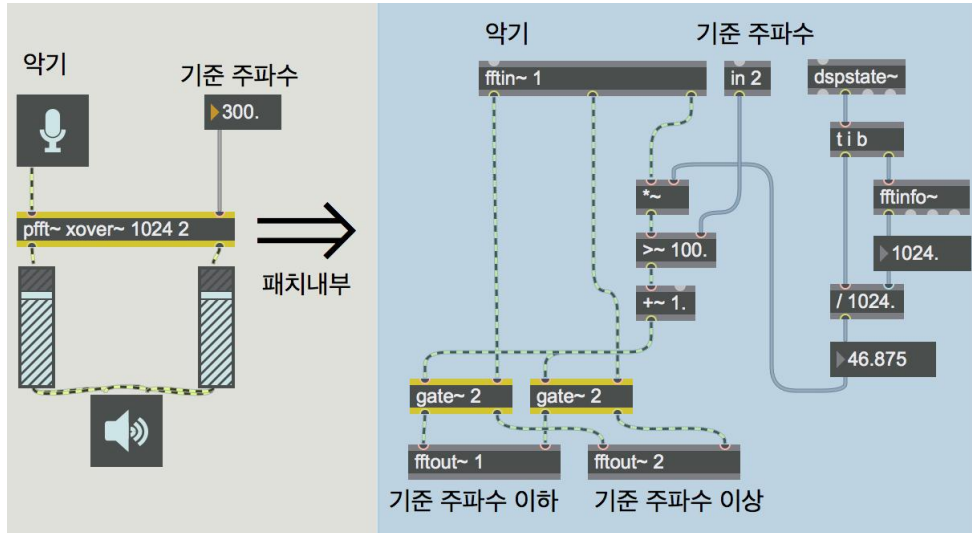 악기
기준 주파수
300.
pfft~ xover~ 1024 2
패치내부
악기
기준 주파수
fftin~ 1
in 2
dspstate~
t i b
*~
fftinfo~
>~ 100.
1024.
+~ 1.
/ 1024.
46.875
gate~ 2
gate~ 2
fftout~ 1
fftout~ 2
기준 주파수 이하
기준 주파수 이상